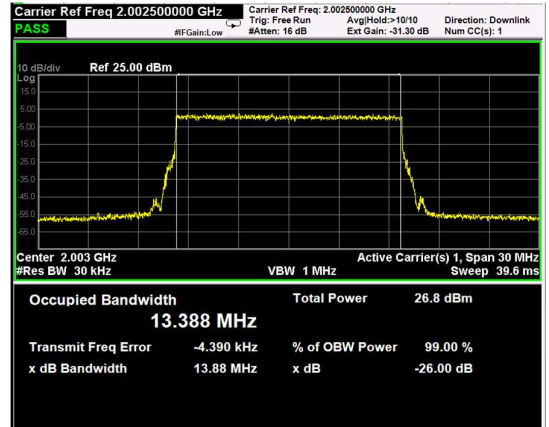 Carrier Ref Freq 2.002500000 GHz
PASS
#IFGain:Low
Carrier Ref Freq: 2.002500000 GHz
Trig: Free Run
#Atten: 16 dB
Avg|Hold:>10/10
Ext Gain: -31.30 dB
Direction: Downlink
Num CC(s): 1
10 dB/div
Ref 25.00 dBm
Log
15.0
5.00
-5.00
-15.0
-25.0
-35.0
-45.0
-55.0
-65.0
Center 2.003 GHz
Active Carrier(s) 1, Span 30 MHz
#Res BW 30 kHz
VBW 1 MHz
Sweep 39.6 ms
Occupied Bandwidth
13.388 MHz
Total Power 26.8 dBm
Transmit Freq Error -4.390 kHz
% of OBW Power 99.00 %
x dB Bandwidth 13.88 MHz
x dB -26.00 dB